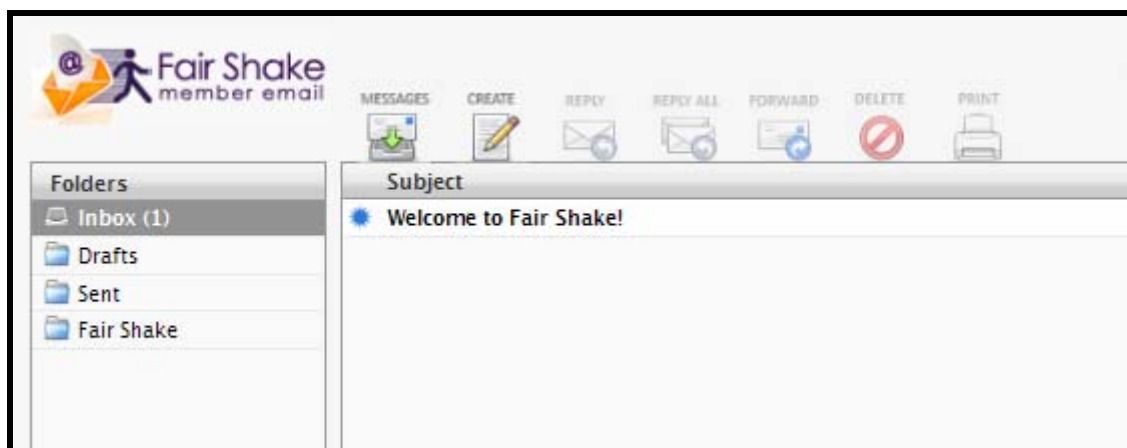 @ Fair Shake
member email
MESSAGES CREATE REPLY REPLY ALL FORWARD DELETE PRINT
Folders
Subject
Inbox (1)
Welcome to Fair Shake!
Drafts
Sent
Fair Shake